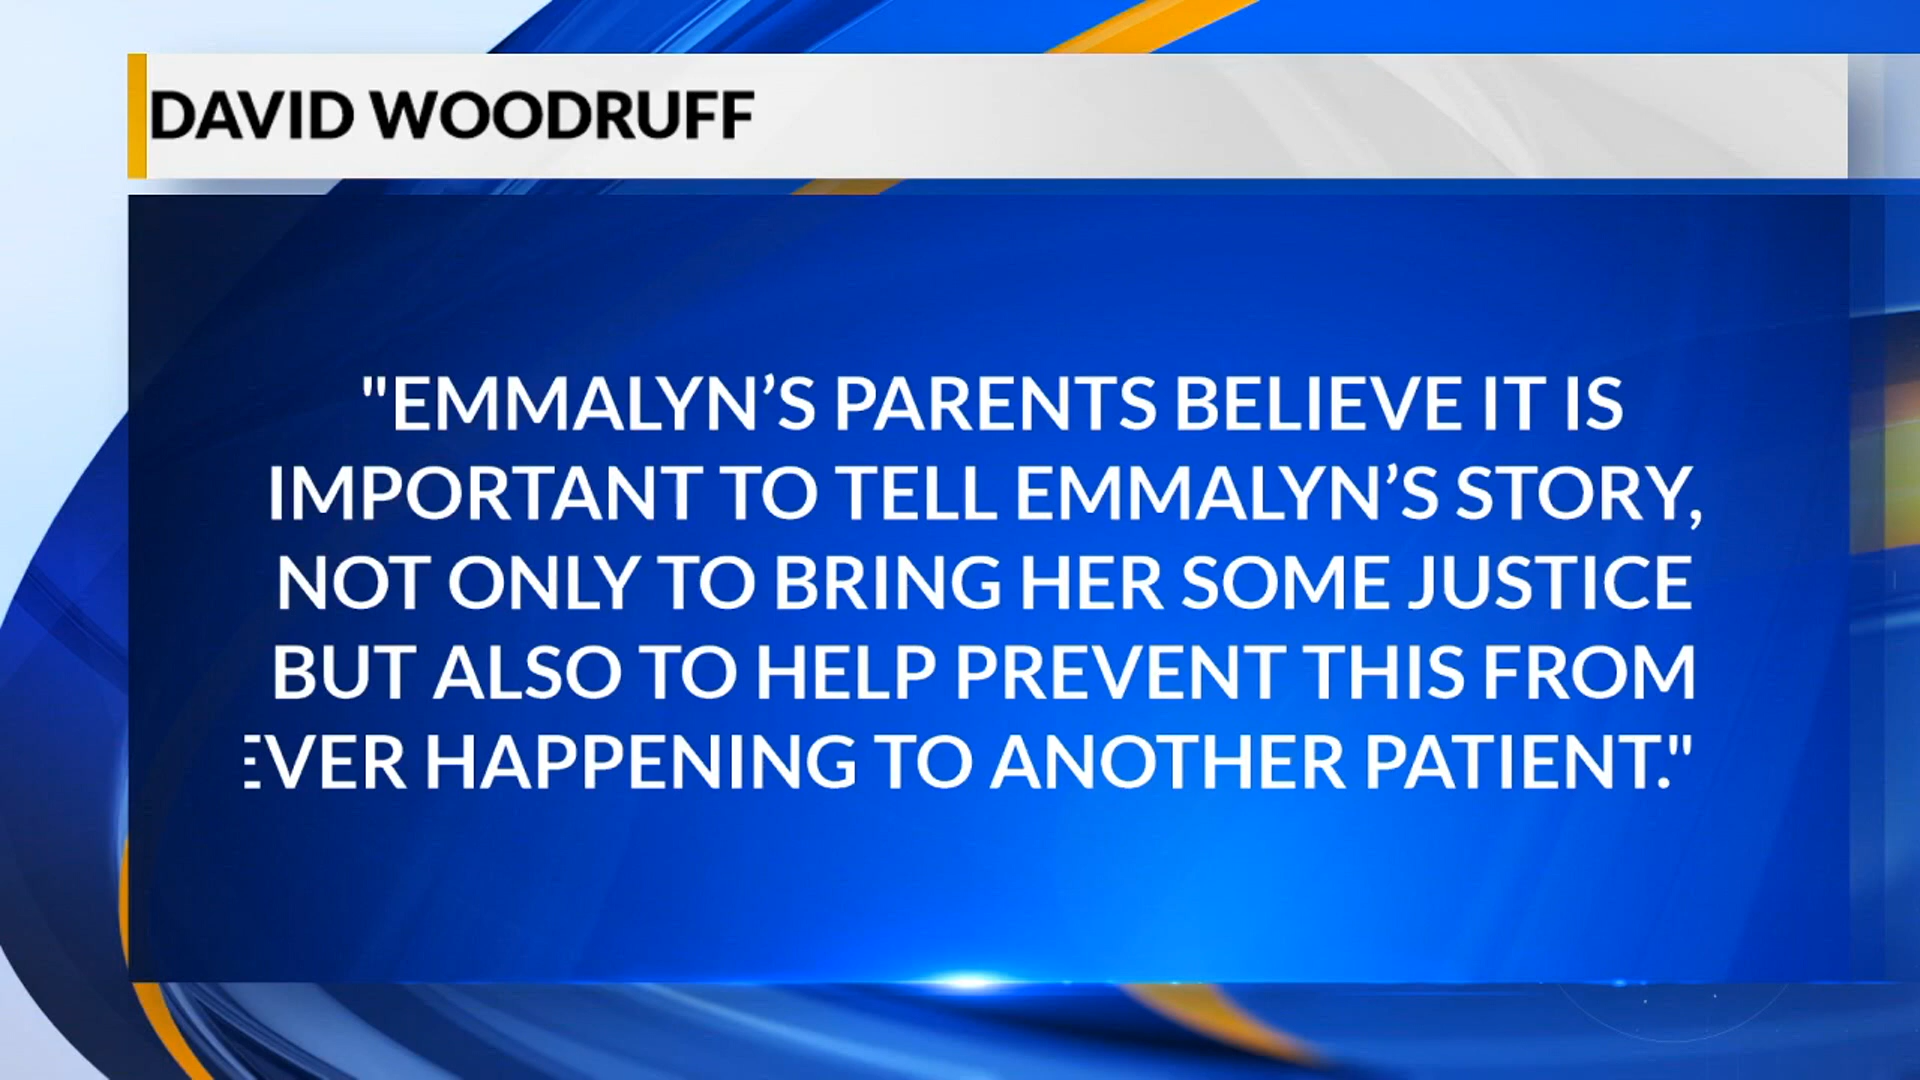 DAVID WOODRUFF
"EMMALYN’S PARENTS BELIEVE IT IS
IMPORTANT TO TELL EMMALYN’S STORY,
NOT ONLY TO BRING HER SOME JUSTICE
BUT ALSO TO HELP PREVENT THIS FROM
EVER HAPPENING TO ANOTHER PATIENT."